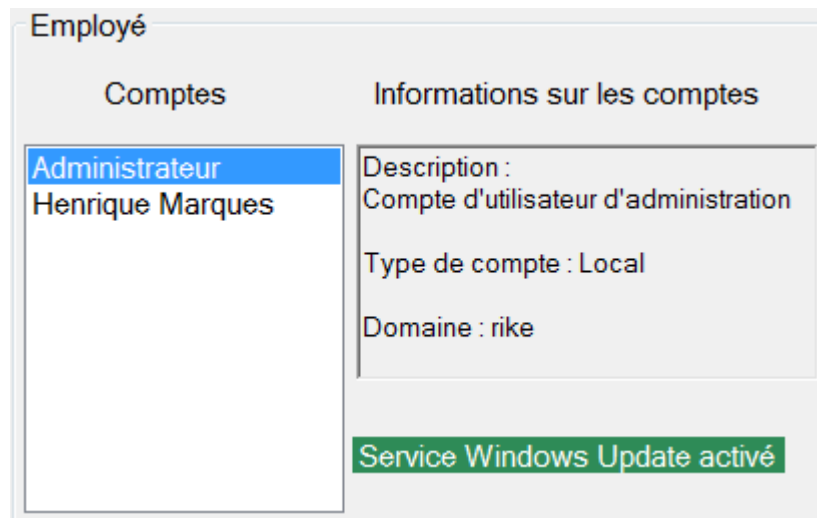 Employé
Comptes
Informations sur les comptes
Administrateur
Henrique Marques
Description :
Compte d'utilisateur d'administration
Type de compte : Local
Domaine : rike
Service Windows Update activé